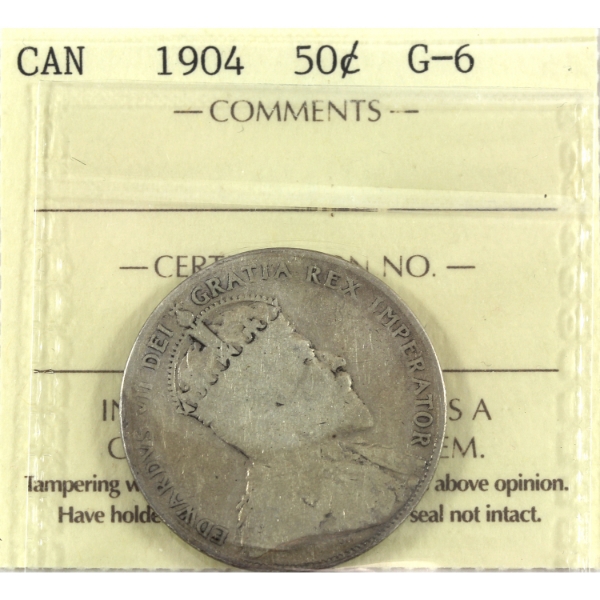 CAN 1904 50¢ G-6
— COMMENTS —
— CERT N NO. —
EDWARDVS VII DEI GRATIA REX IMPERATOR
IN S A
C EM.
Tampering w above opinion.
Have holde seal not intact.